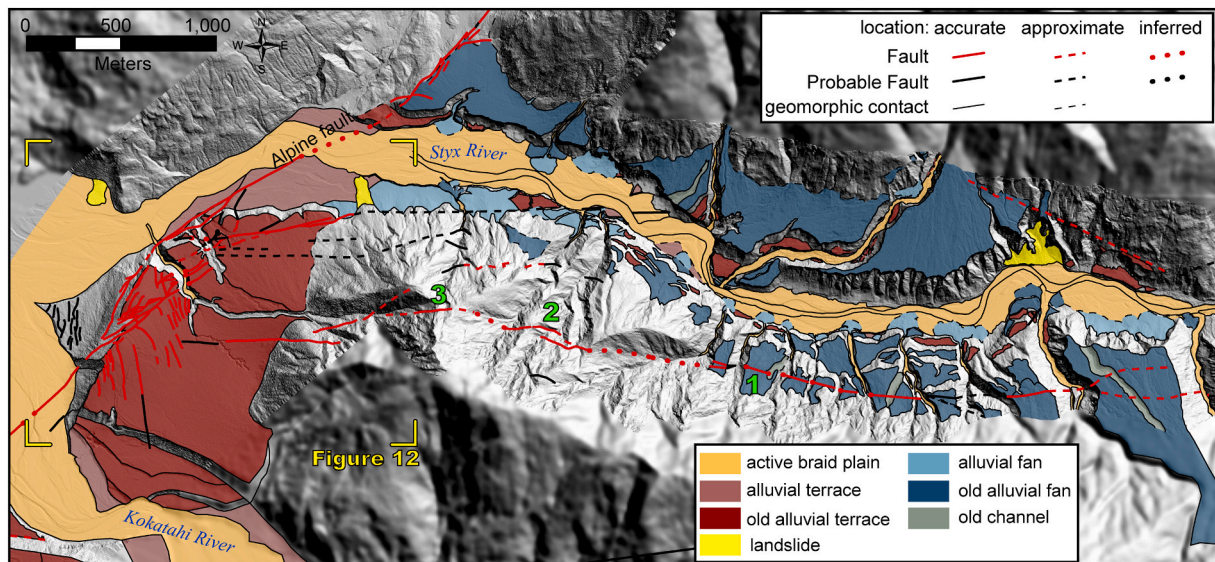 0 500 1,000
Meters
N
W E
S
location: accurate approximate inferred
Fault
Probable Fault
geomorphic contact
Alpine fault
Styx River
3
2
1
Figure 12
Kokatahi River
active braid plain
alluvial terrace
old alluvial terrace
landslide
alluvial fan
old alluvial fan
old channel